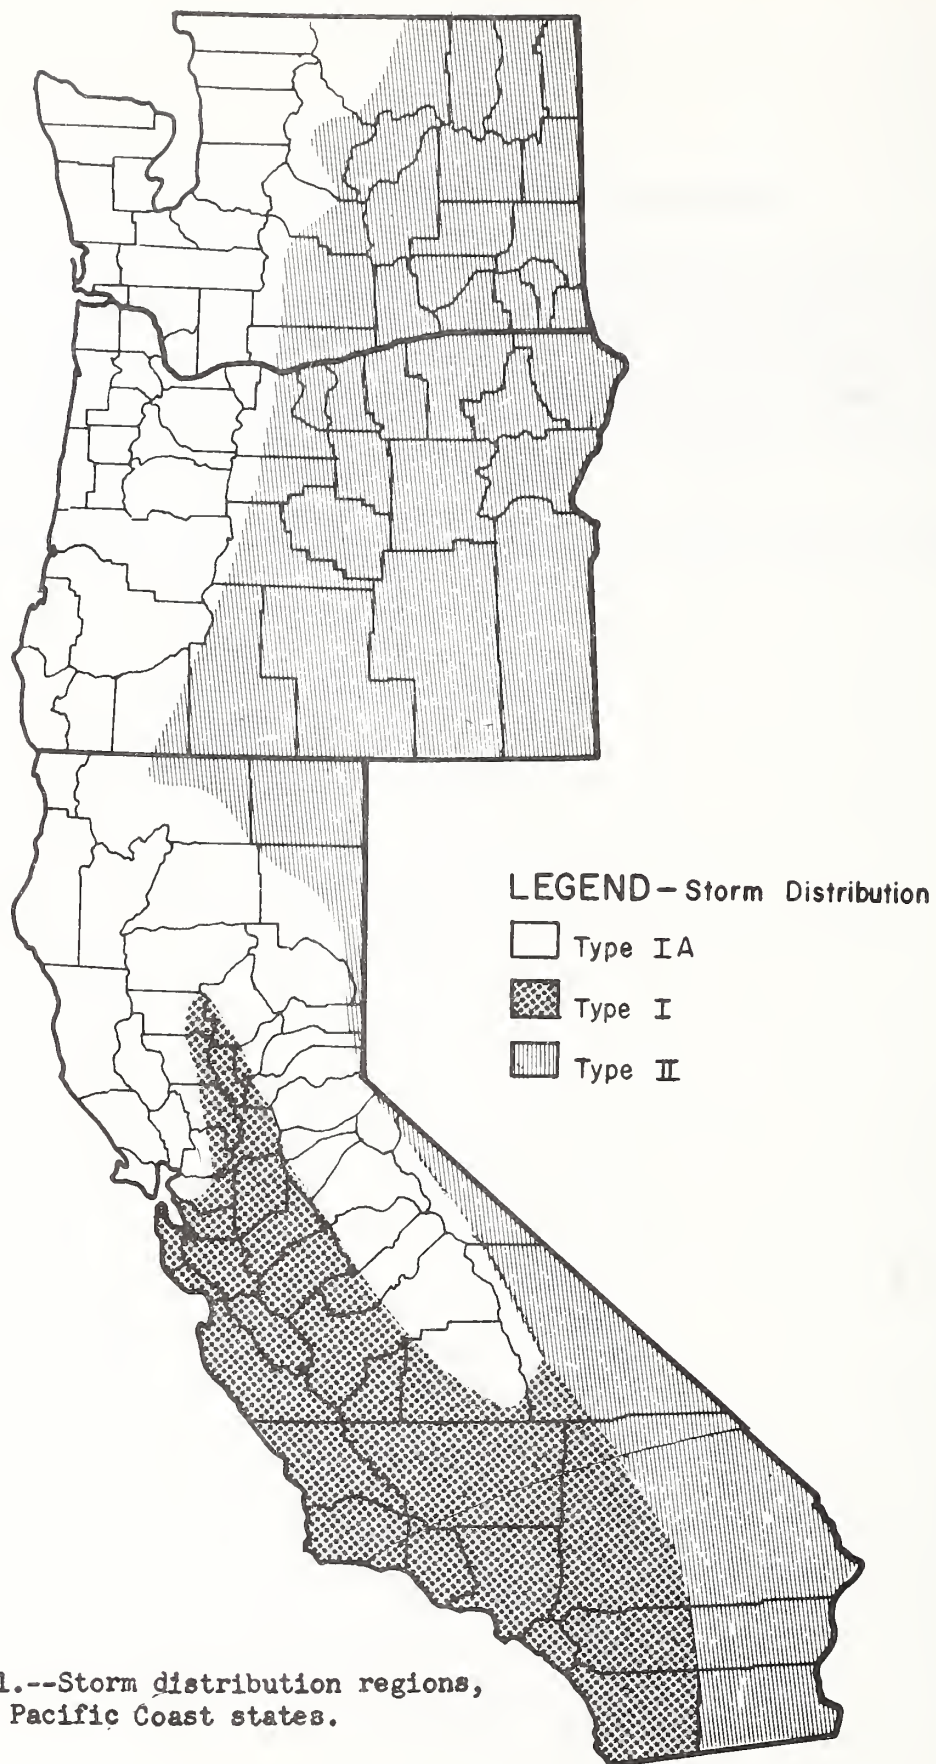 LEGEND – Storm Distribution
Type IA
Type I
Type II
1.--Storm distribution regions,
Pacific Coast states.